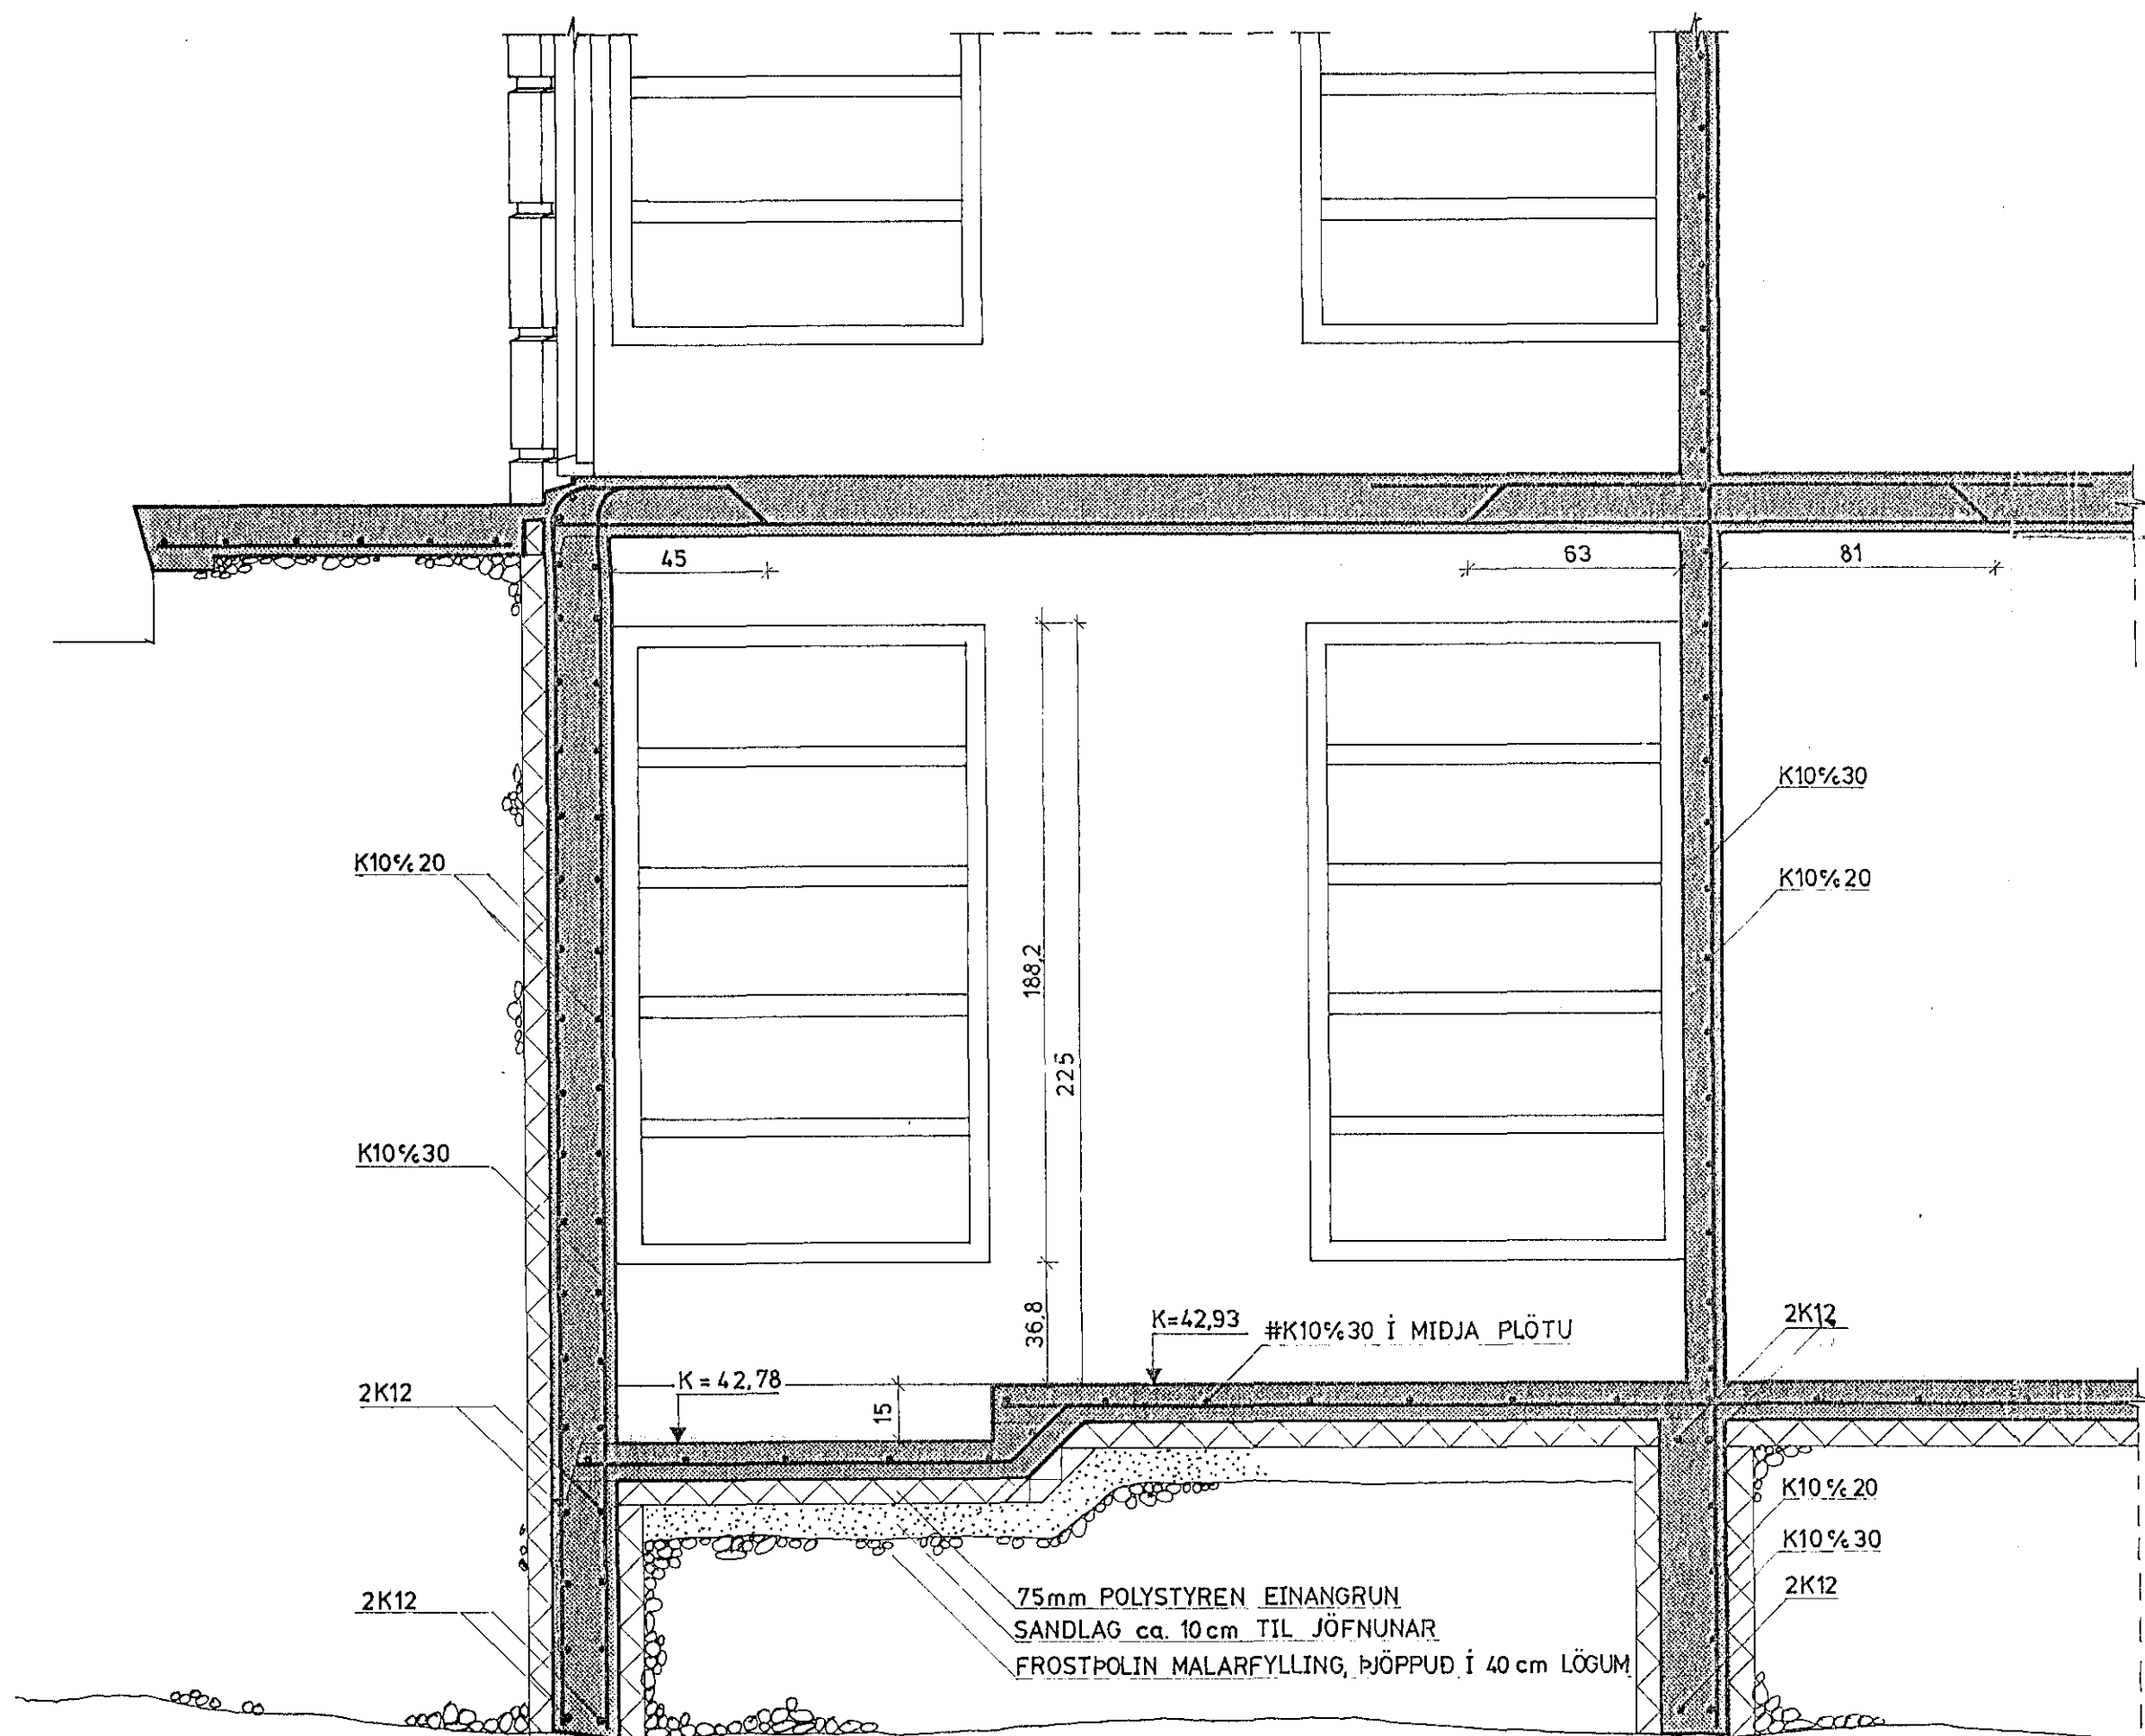 45
63
81
K10%30
K10%20
K10%20
188,2
225
K10%30
36,8
K=42,93
#K10%30 Í MIDJA PLÖTU
2K12
K=42,78
15
2K12
K10%20
K10%30
2K12
75mm POLYSTYREN EINANGRUN
2K12
SANDLAG ca. 10cm TIL JÖFNUNAR
FROSTÞOLIN MALARFYLLING, ÞJÖPPUÐ Í 40 cm LÖGUM